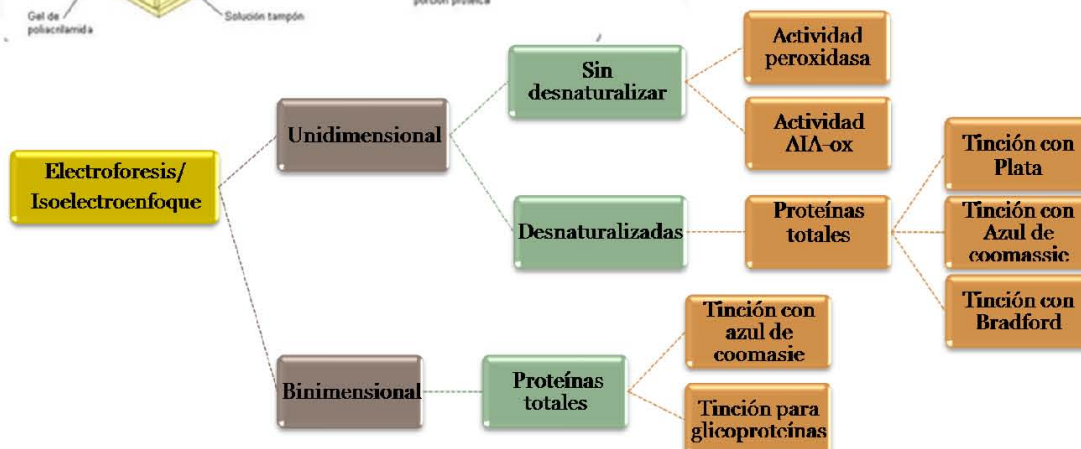 Gel de
poliacrilamida
Solución tampón
porción proteica
Electroforesis/
Isoelectroenfoque
Unidimensional
Sin
desnaturalizar
Actividad
peroxidasa
Actividad
AIA-ox
Desnaturalizadas
Proteínas
totales
Tinción con
Plata
Tinción con
Azul de
coomassie
Tinción con
Bradford
Binimensional
Proteínas
totales
Tinción con
azul de
coomasie
Tinción para
glicoproteínas